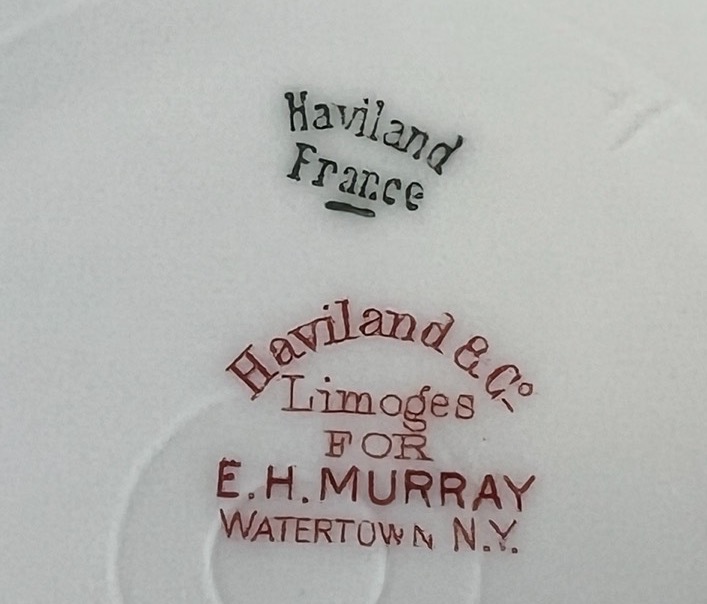 Haviland
France
Haviland & Co.
Limoges
FOR
E.H. MURRAY
WATERTOWN N.Y.